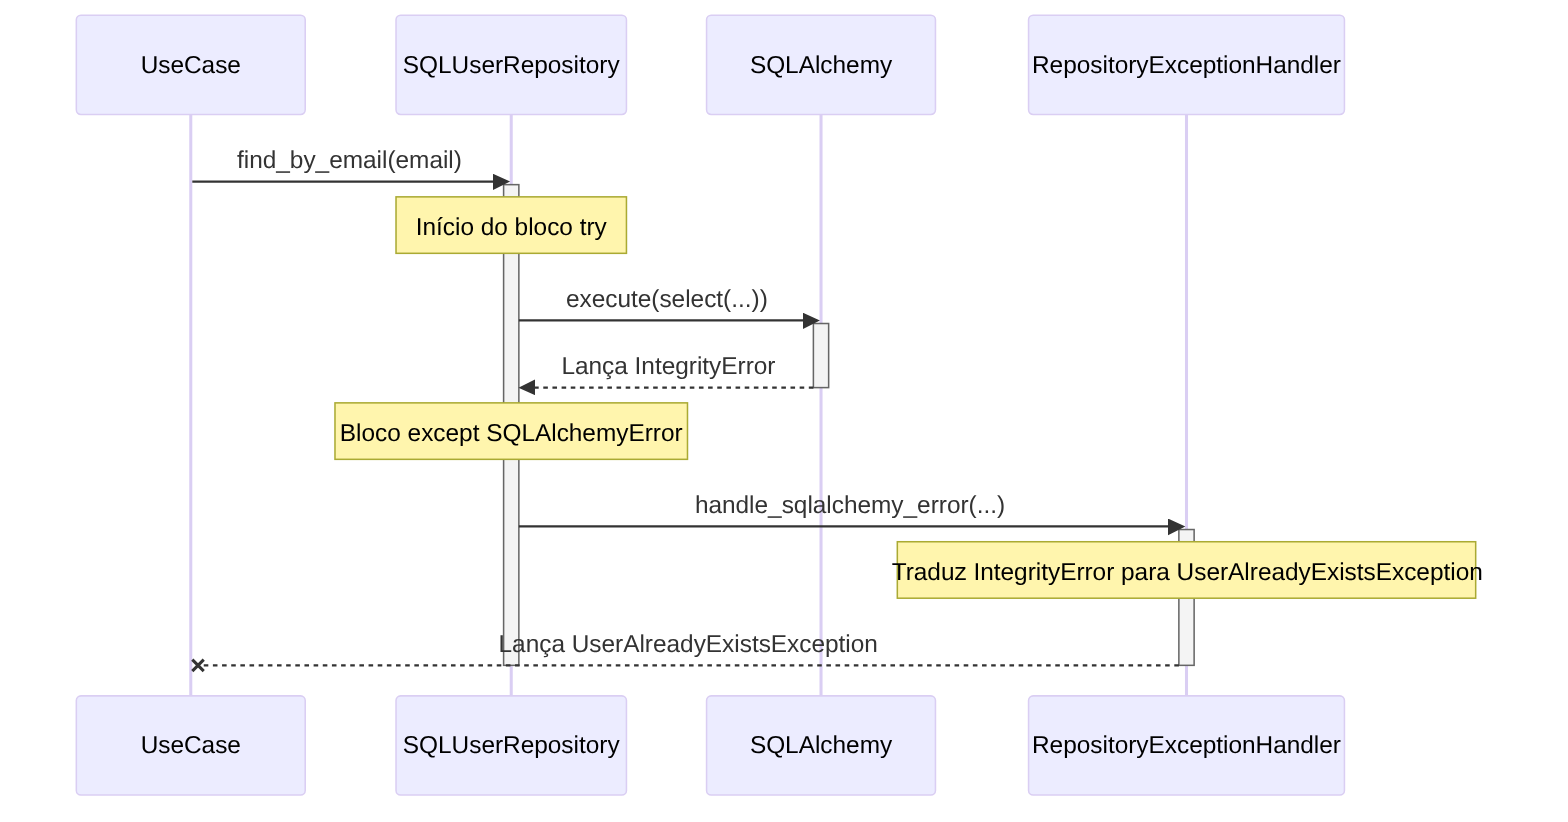 UseCase
SQLUserRepository
SQLAlchemy
RepositoryExceptionHandler
find_by_email(email)
Início do bloco try
execute(select(...))
Lança IntegrityError
Bloco except SQLAlchemyError
handle_sqlalchemy_error(...)
Traduz IntegrityError para UserAlreadyExistsException
Lança UserAlreadyExistsException
UseCase
SQLUserRepository
SQLAlchemy
RepositoryExceptionHandler